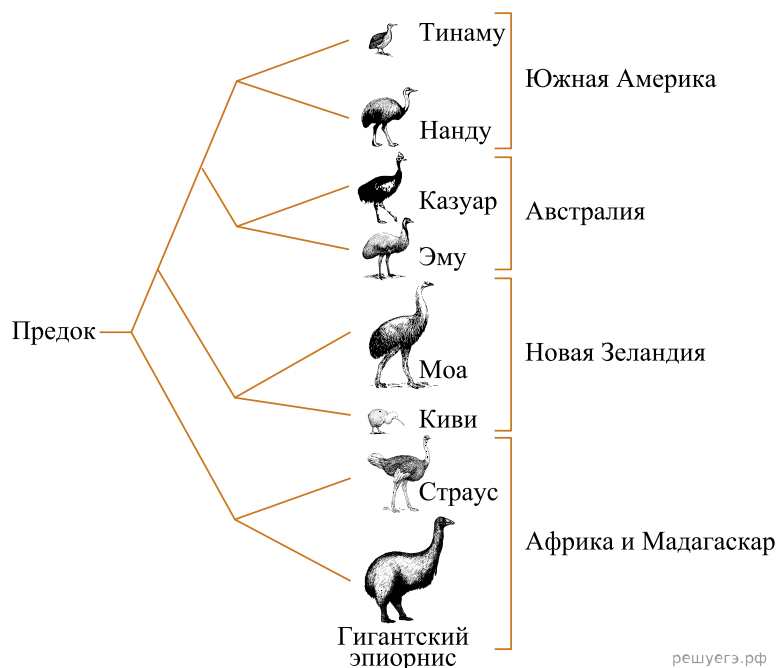 Тинаму
Южная Америка
Нанду
Казуар
Австралия
Эму
Предок
Новая Зеландия
Моа
Киви
Страус
Африка и Мадагаскар
Гигантский
эпиорнис
решуегэ.рф